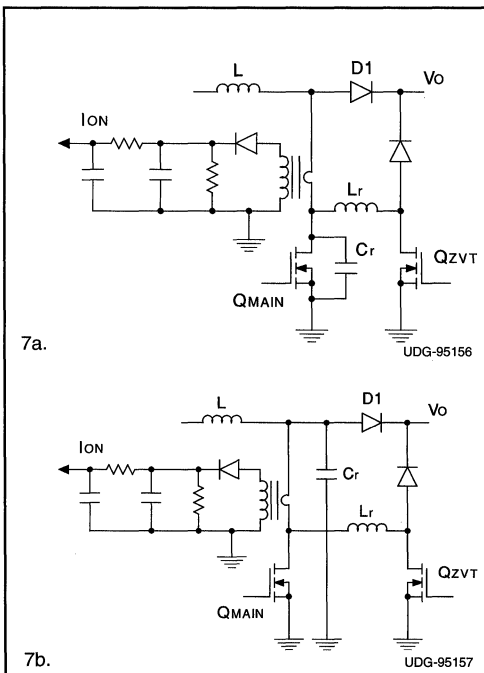 L
D1
VO
ION
Lr
Cr
QMAIN
QZVT
7a.
UDG-95156
D1
L
VO
ION
Cr
Lr
QMAIN
QZVT
7b.
UDG-95157